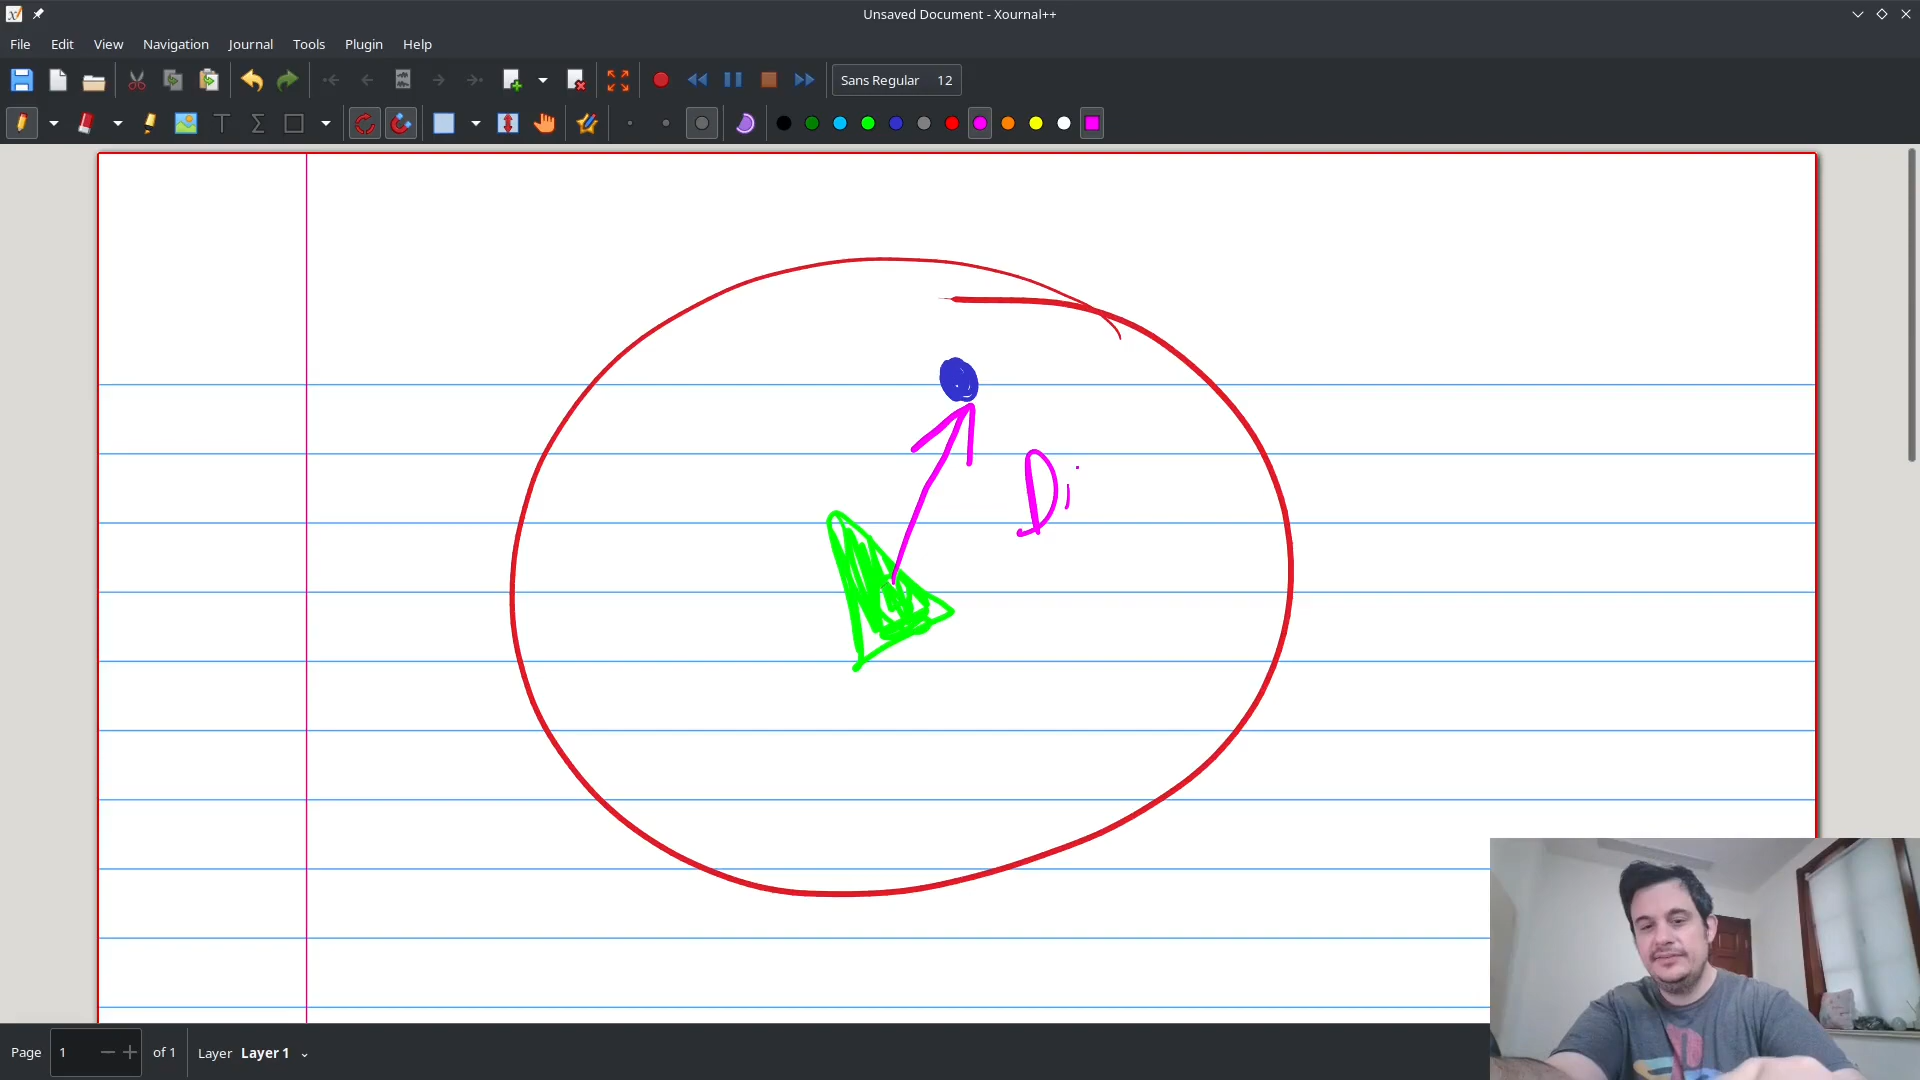 Unsaved Document - Xournal++
File Edit View Navigation Journal Tools Plugin Help
Sans Regular 12
Di
Page 1 of 1 Layer Layer 1